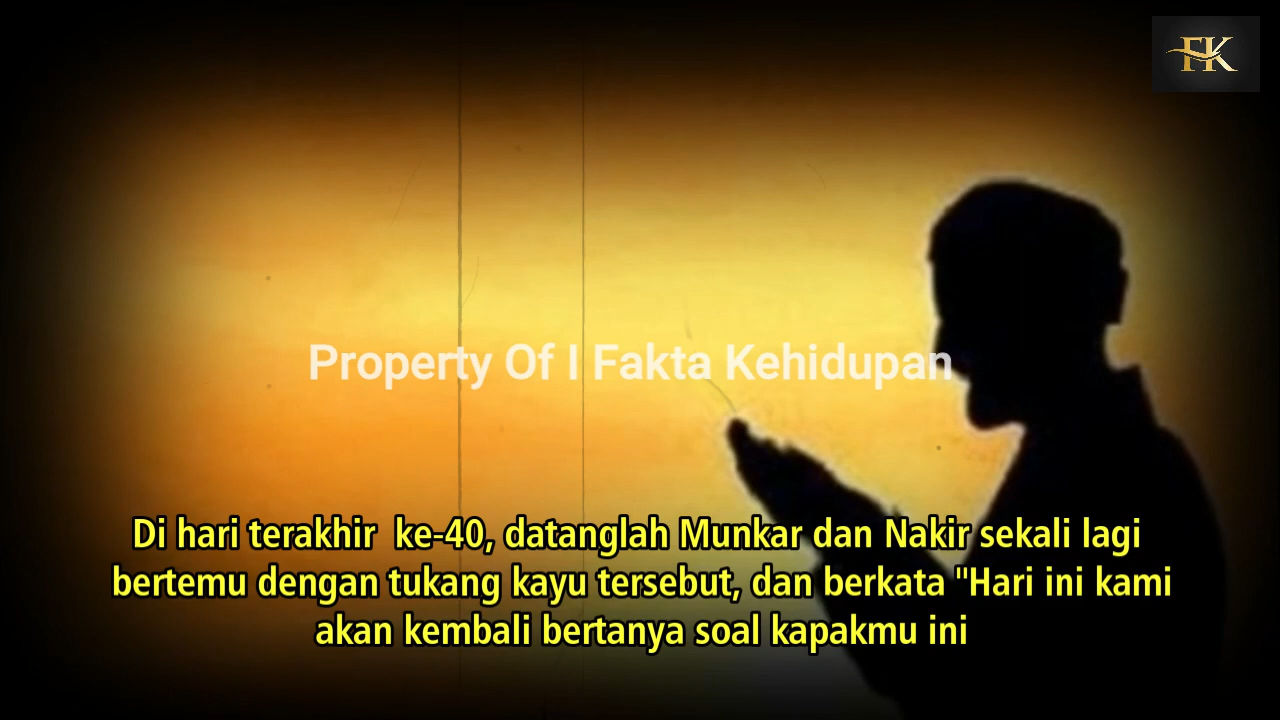 FK
Property Of I Fakta Kehidupan
Di hari terakhir  ke-40, datanglah Munkar dan Nakir sekali lagi
bertemu dengan tukang kayu tersebut, dan berkata "Hari ini kami
akan kembali bertanya soal kapakmu ini